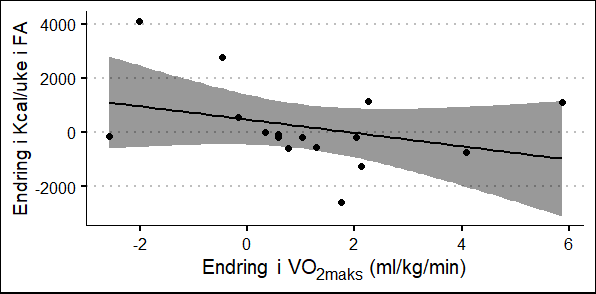 Endring i Kcal/uke i FA
4000
2000
0
-2000
-2 0 2 4 6
Endring i VO2maks (ml/kg/min)